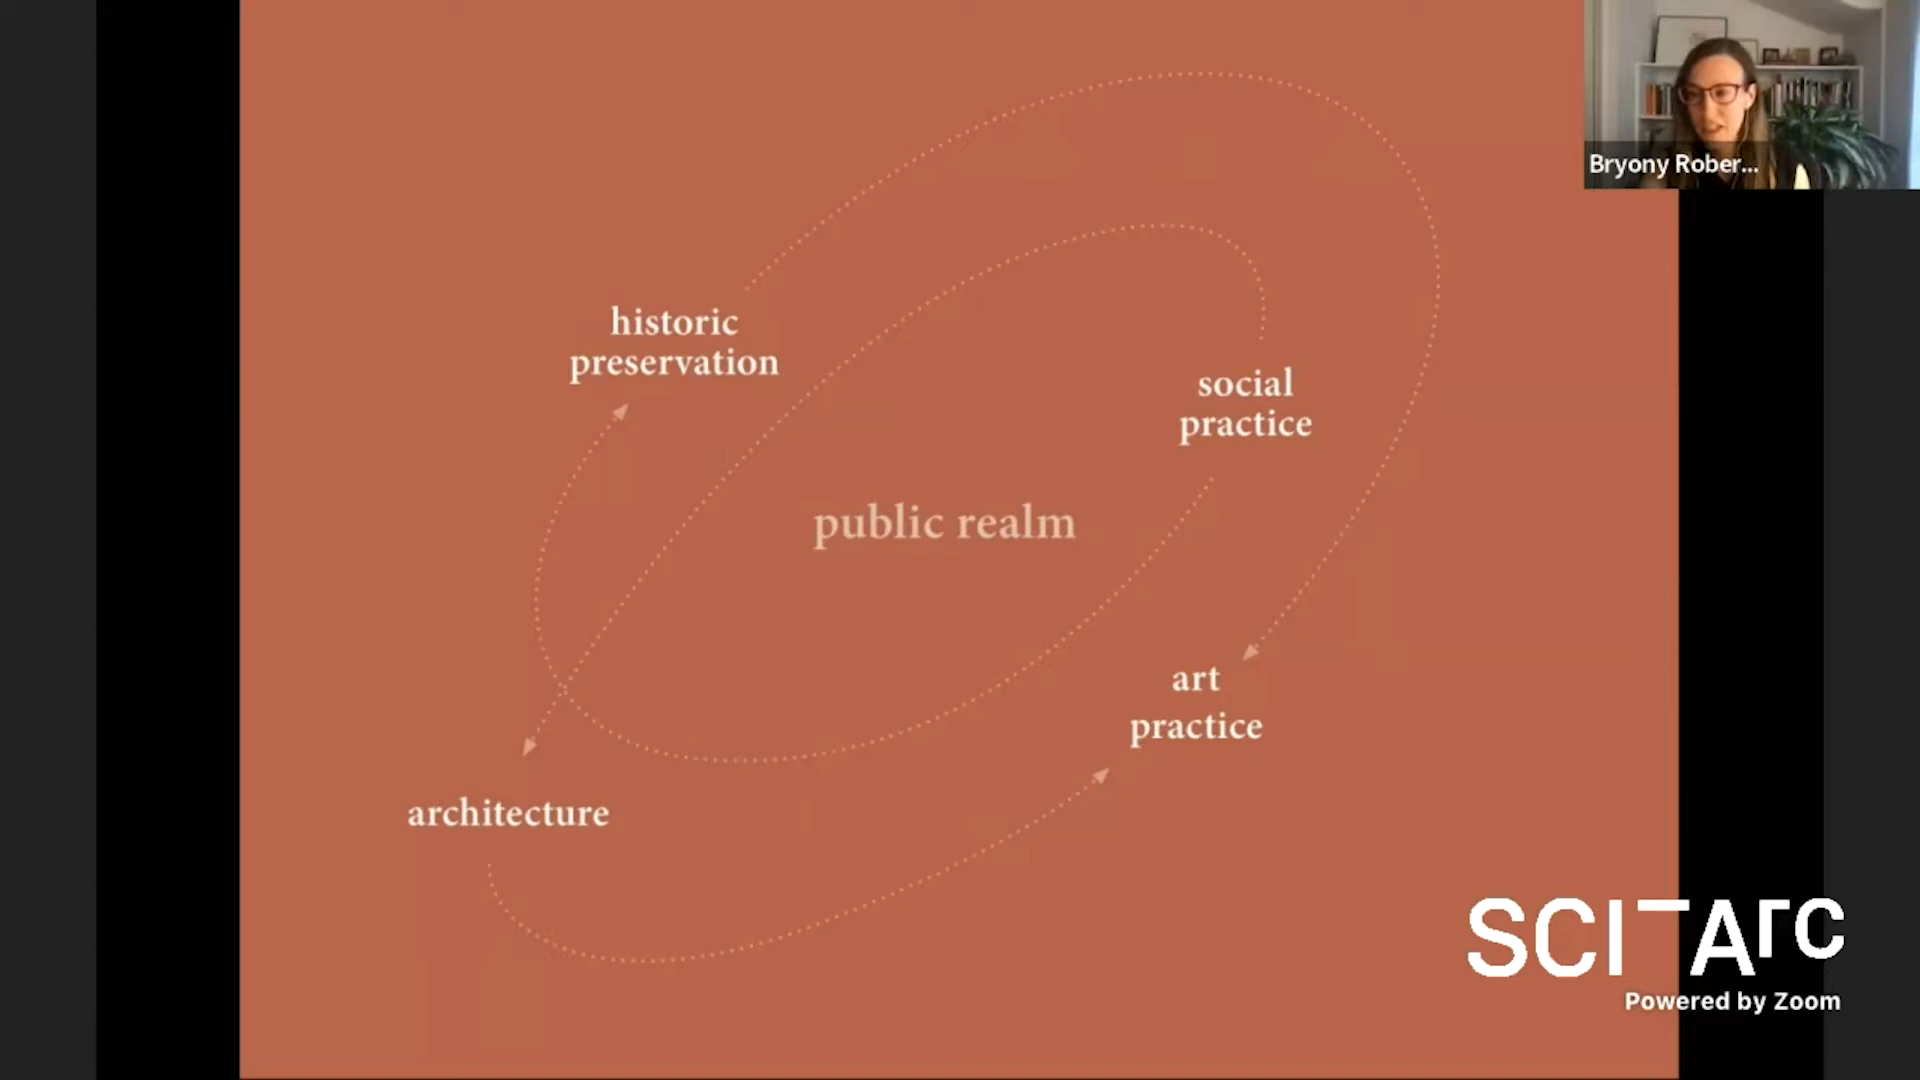 Bryony Rober...
historic
preservation
social
practice
public realm
art
practice
architecture
SCI-Arc
Powered by Zoom